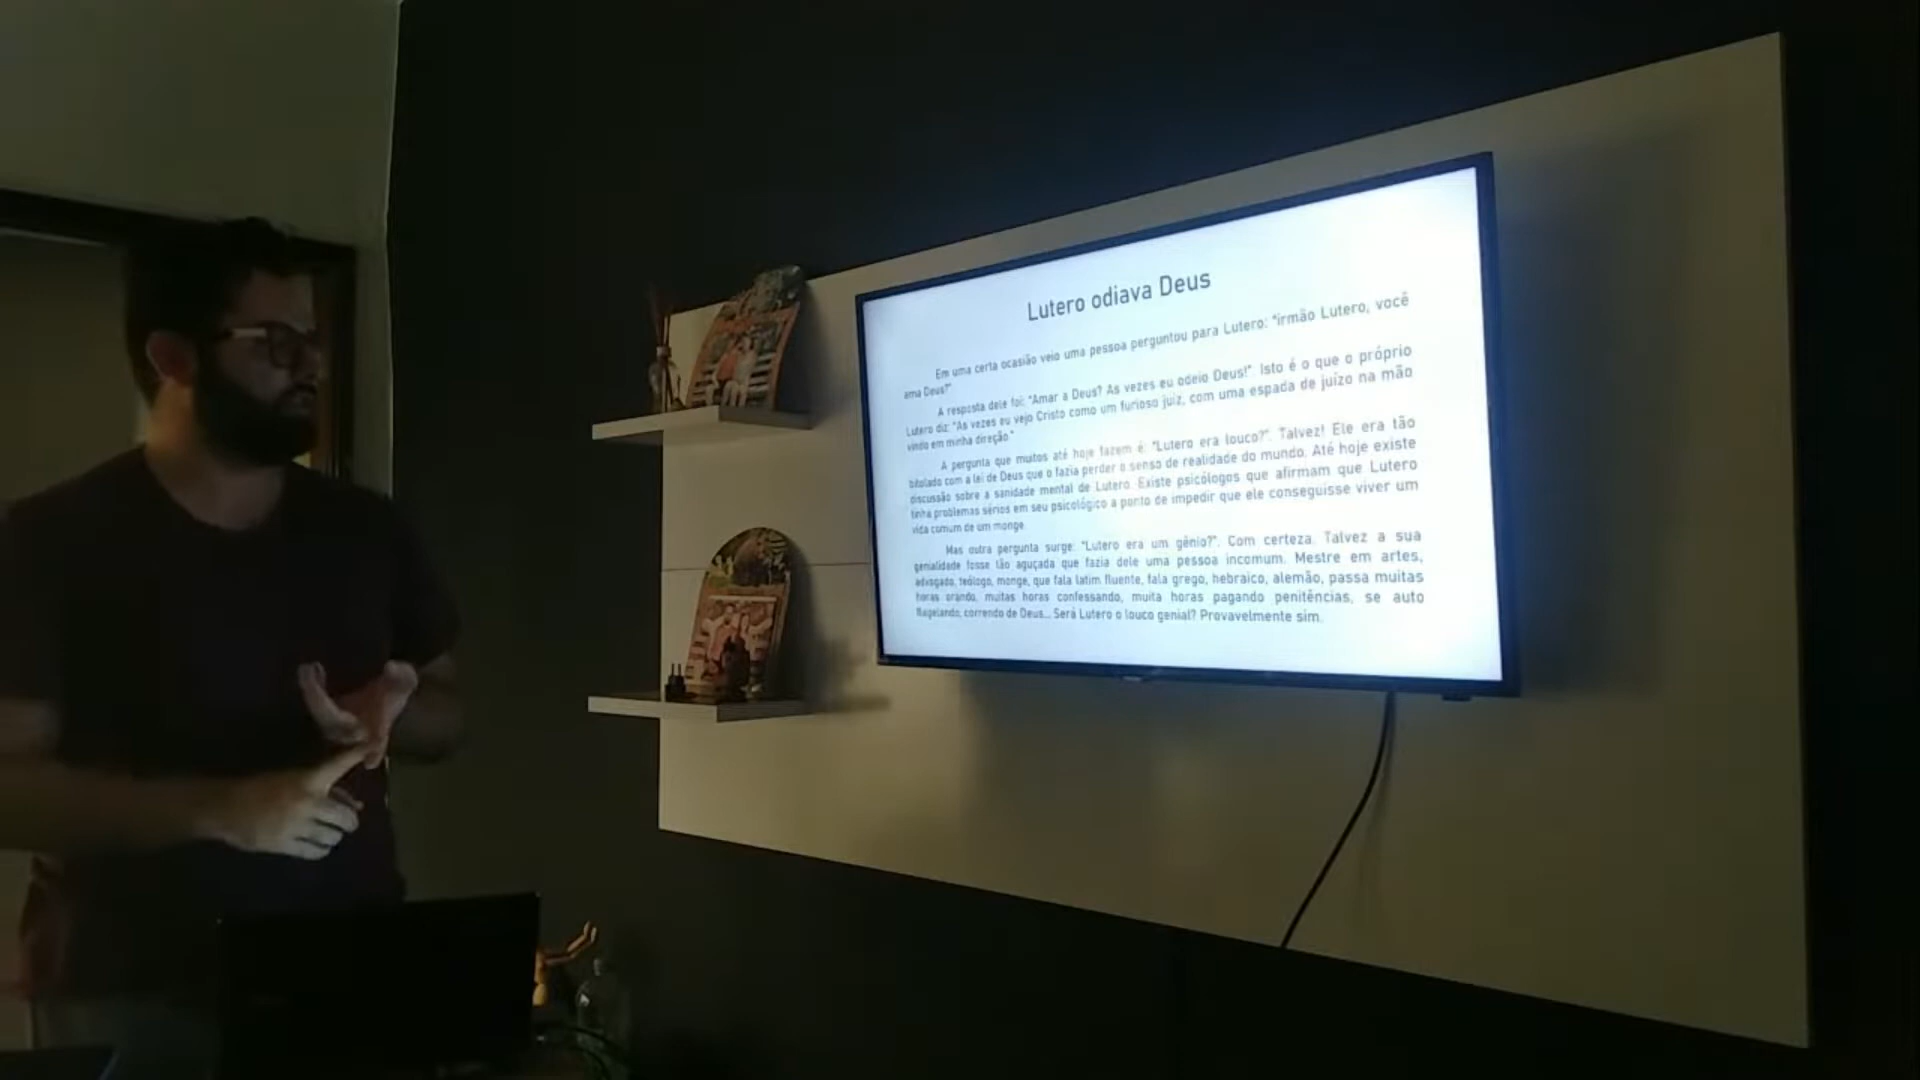 Lutero odiava Deus
Em uma certa ocasião veio uma pessoa perguntou para Lutero: "irmão Lutero, você
ama Deus?"
A resposta dele foi: "Amar a Deus? As vezes eu odeio Deus!". Isto é o que o próprio
Lutero diz: "As vezes eu vejo Cristo como um furioso juiz, com uma espada de juízo na mão
vindo em minha direção."
A pergunta que muitos até hoje fazem é: "Lutero era louco?". Talvez! Ele era tão
bitolado com a lei de Deus que o fazia perder o senso de realidade do mundo. Até hoje existe
discussão sobre a sanidade mental de Lutero. Existe psicólogos que afirmam que Lutero
tinha problemas sérios em seu psicológico a ponto de impedir que ele conseguisse viver um
vida comum de um monge.
Mas outra pergunta surge: "Lutero era um gênio?". Com certeza. Talvez a sua
genialidade fosse tão aguçada que fazia dele uma pessoa incomum. Mestre em artes,
advogado, teólogo, monge, que fala latim fluente, fala grego, hebraico, alemão, passa muitas
horas orando, muitas horas confessando, muita horas pagando penitências, se auto
flagelando, correndo de Deus... Será Lutero o louco genial? Provavelmente sim.